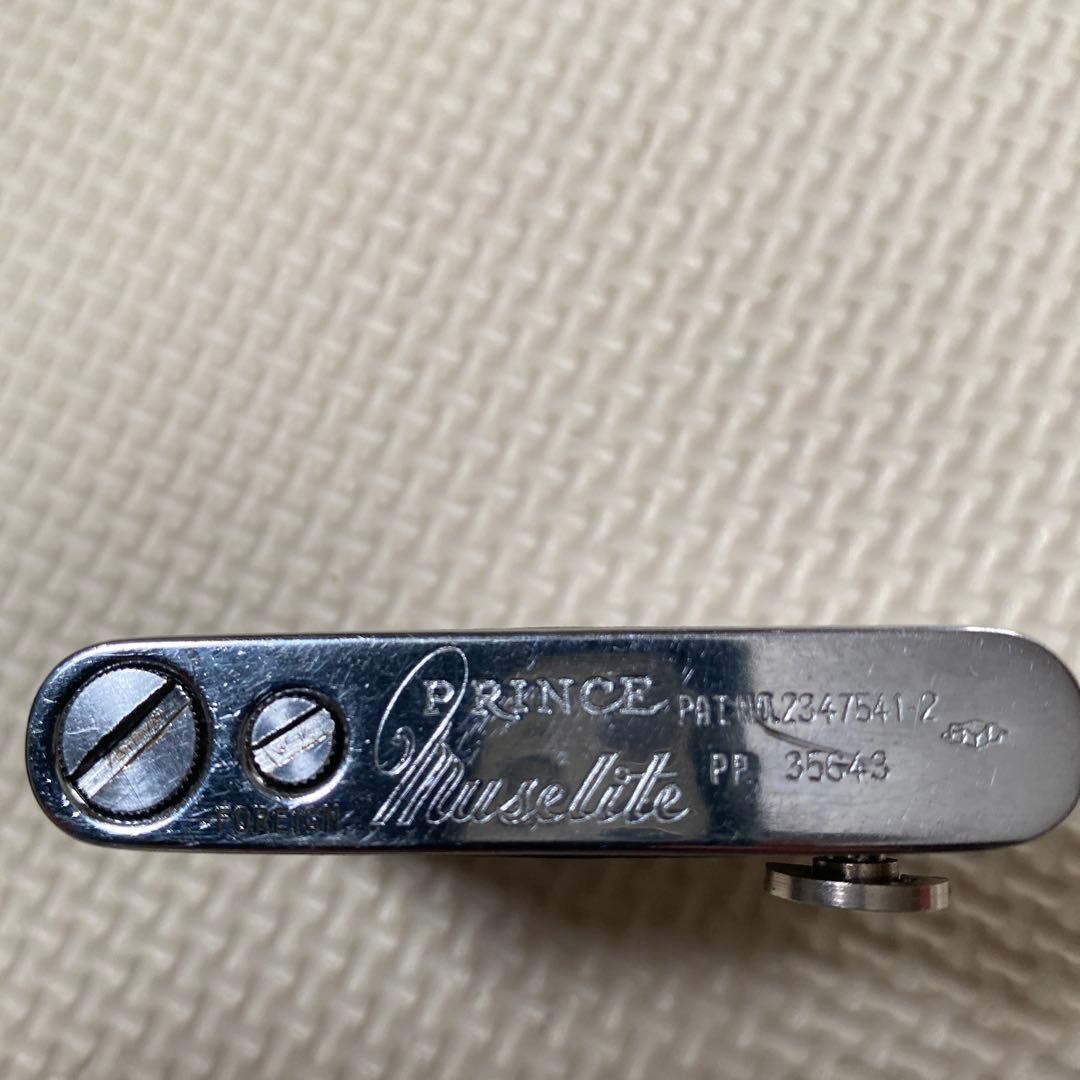 PRINCE
Muselite
PAT.NO.2347541-2
PP. 35643
FOREIGN